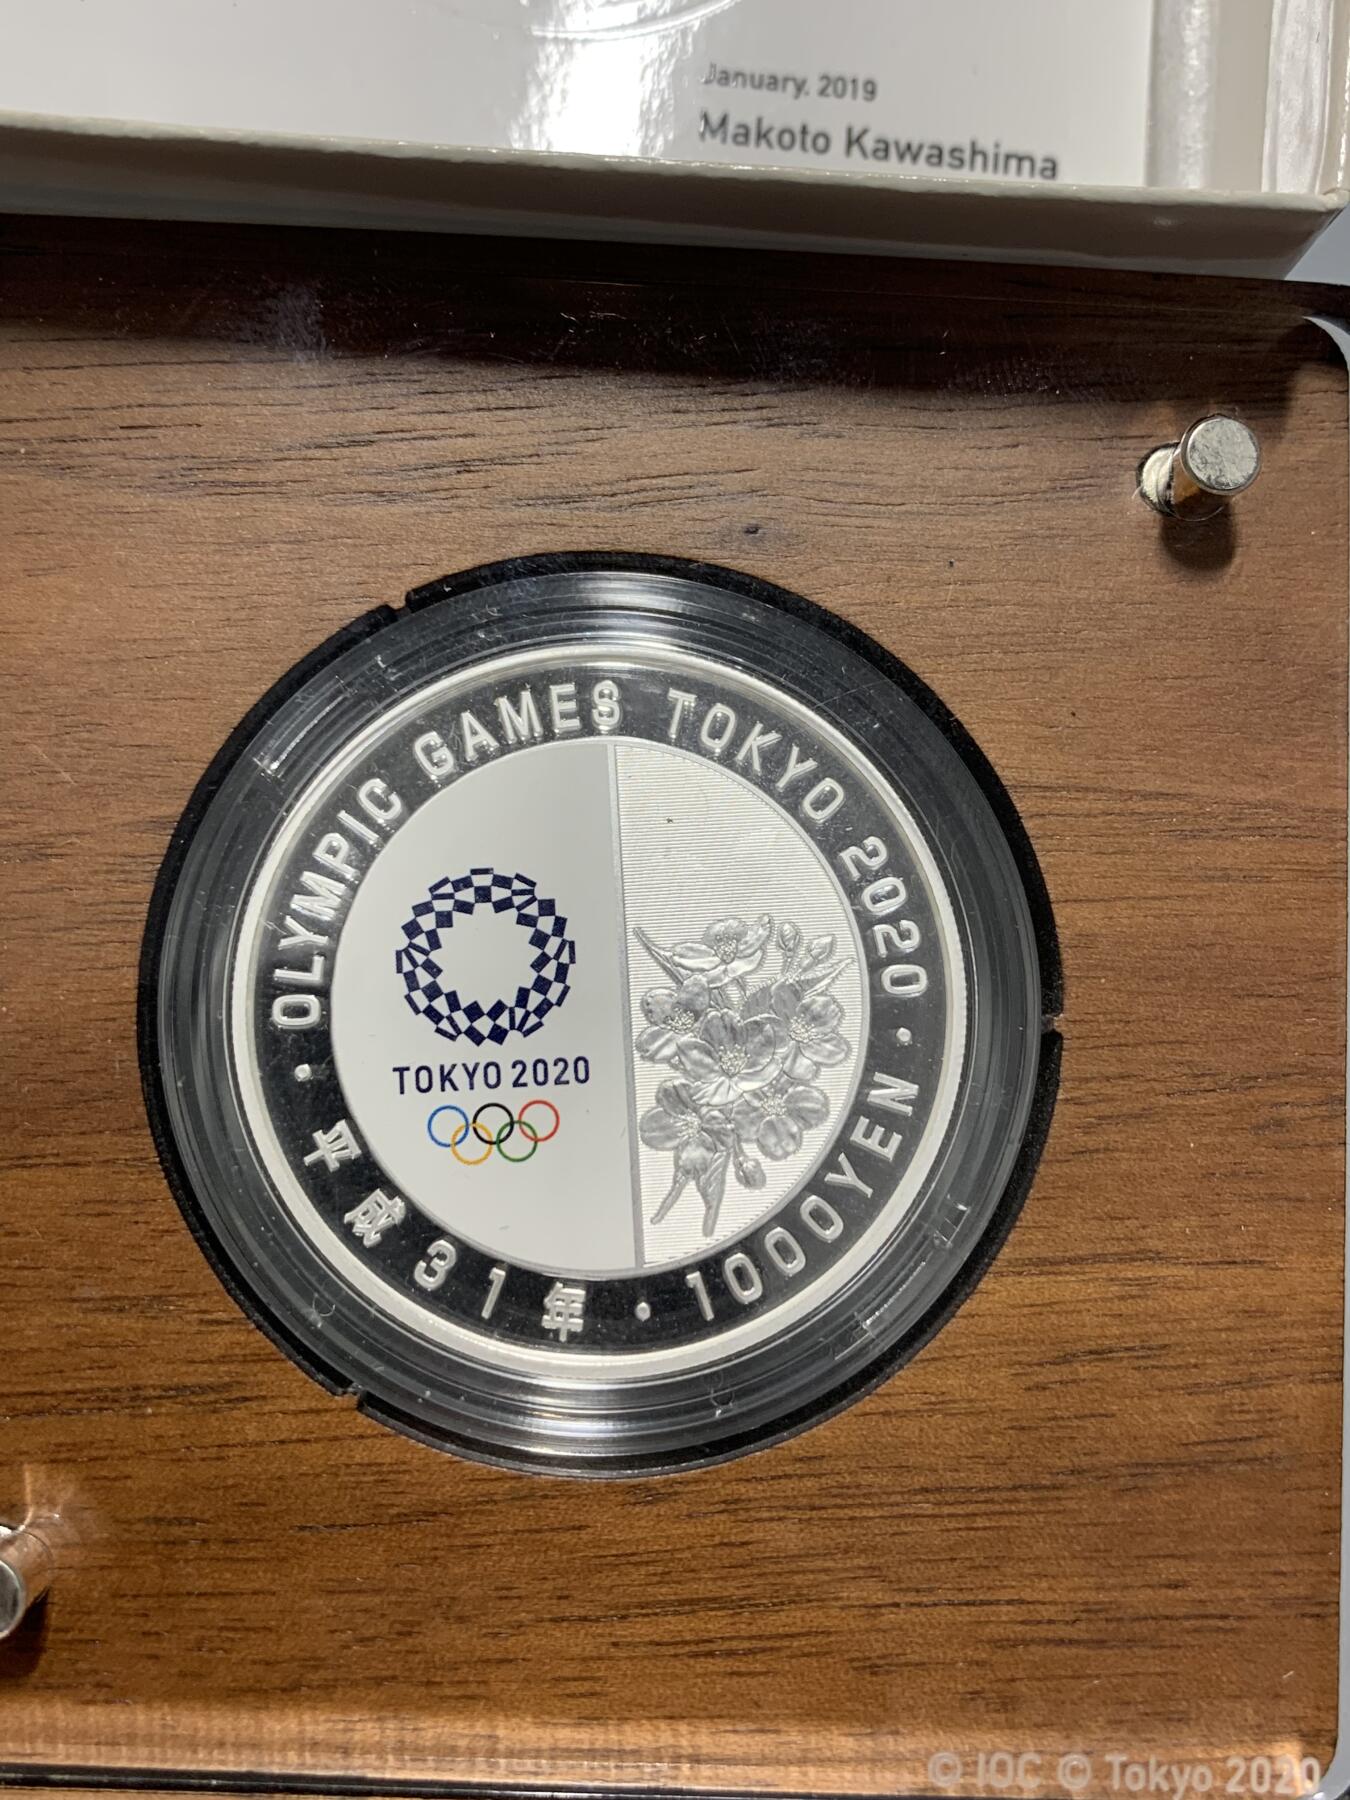 January, 2019
Makoto Kawashima
OLYMPIC GAMES TOKYO 2020
TOKYO 2020
平成31年・1000YEN
© IOC © Tokyo 2020